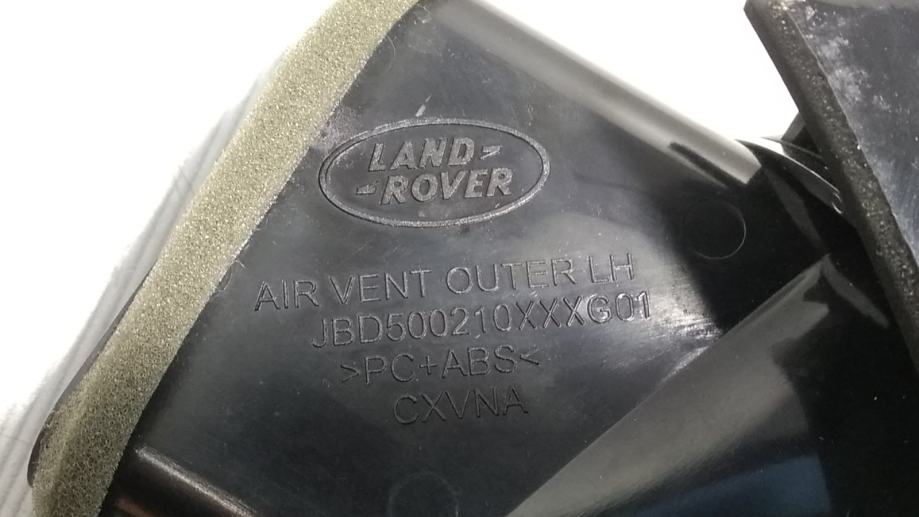 LAND
ROVER
AIR VENT OUTER LH
JBD500210XXXG01
>PC+ABS<
CXVNA